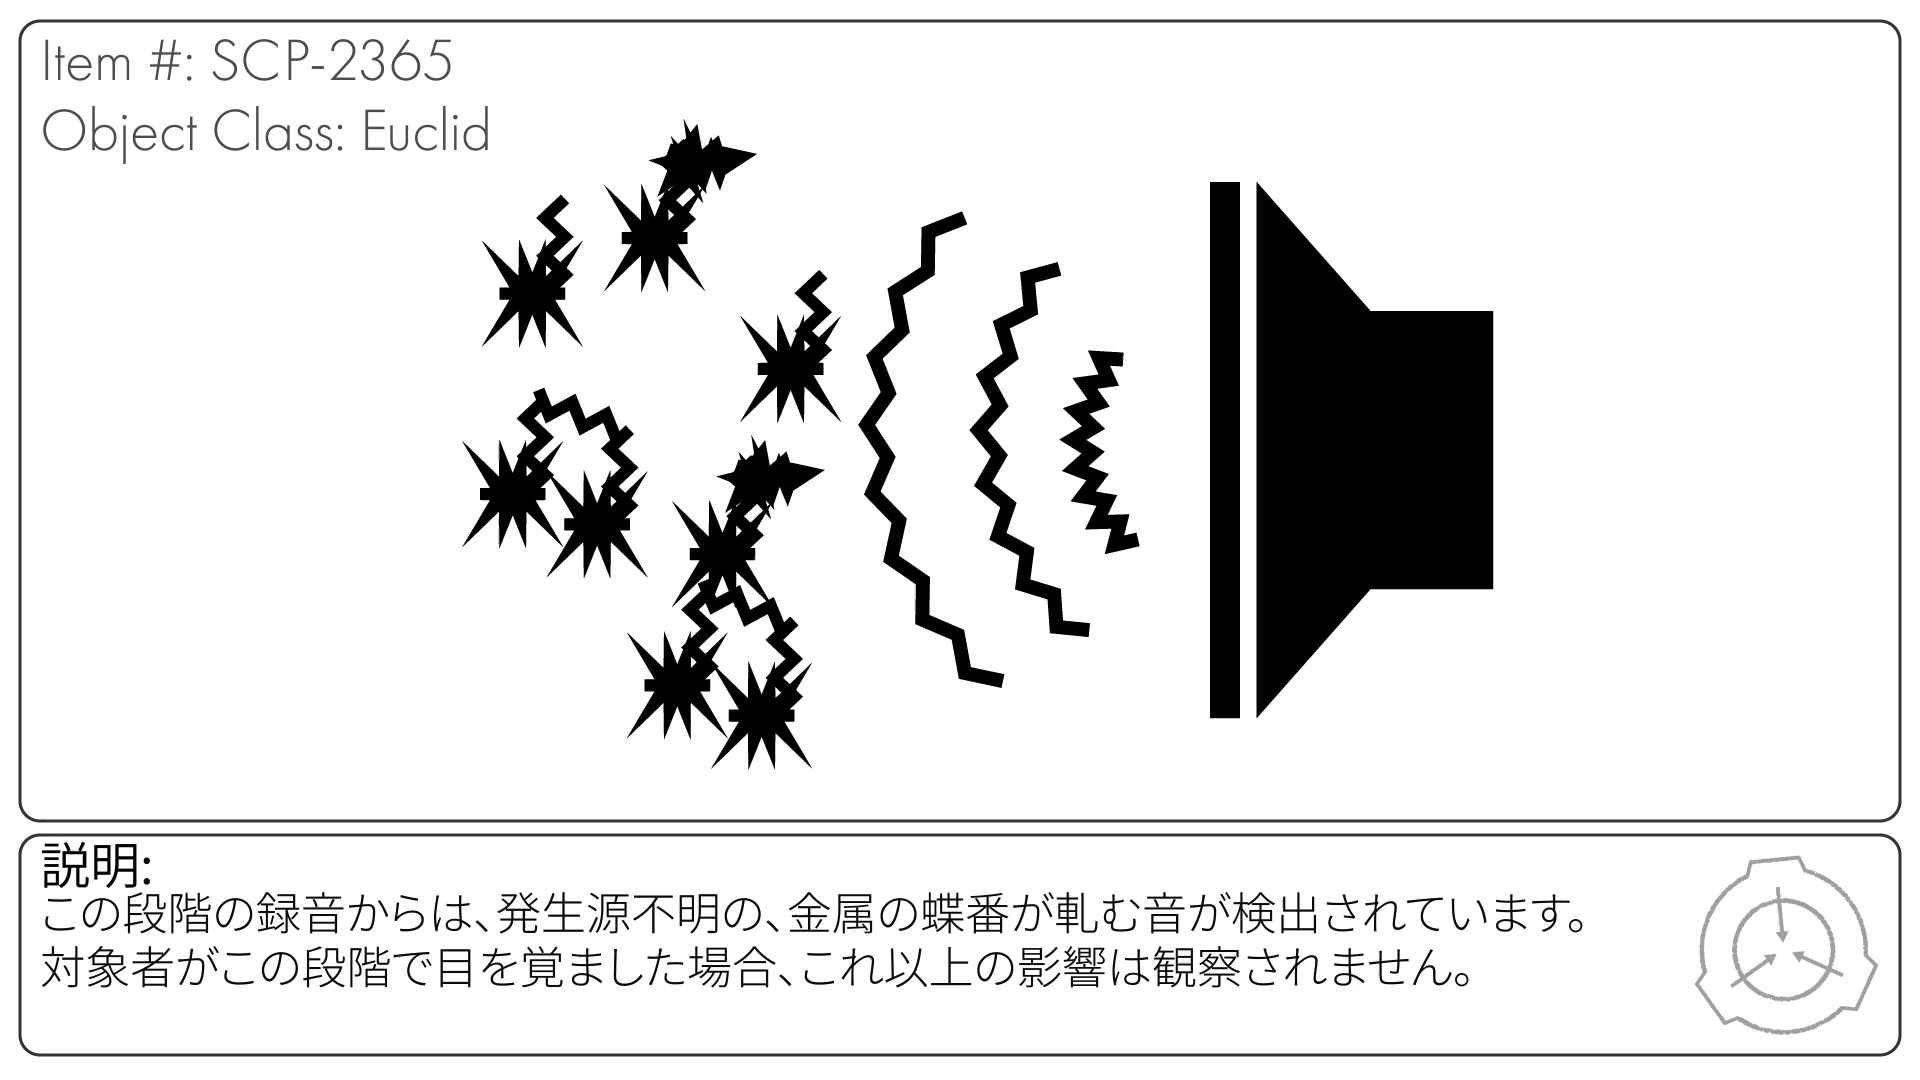 Item #: SCP-2365
Object Class: Euclid
説明:
この段階の録音からは、発生源不明の、金属の蝶番が軋む音が検出されています。
対象者がこの段階で目を覚ました場合、これ以上の影響は観察されません。